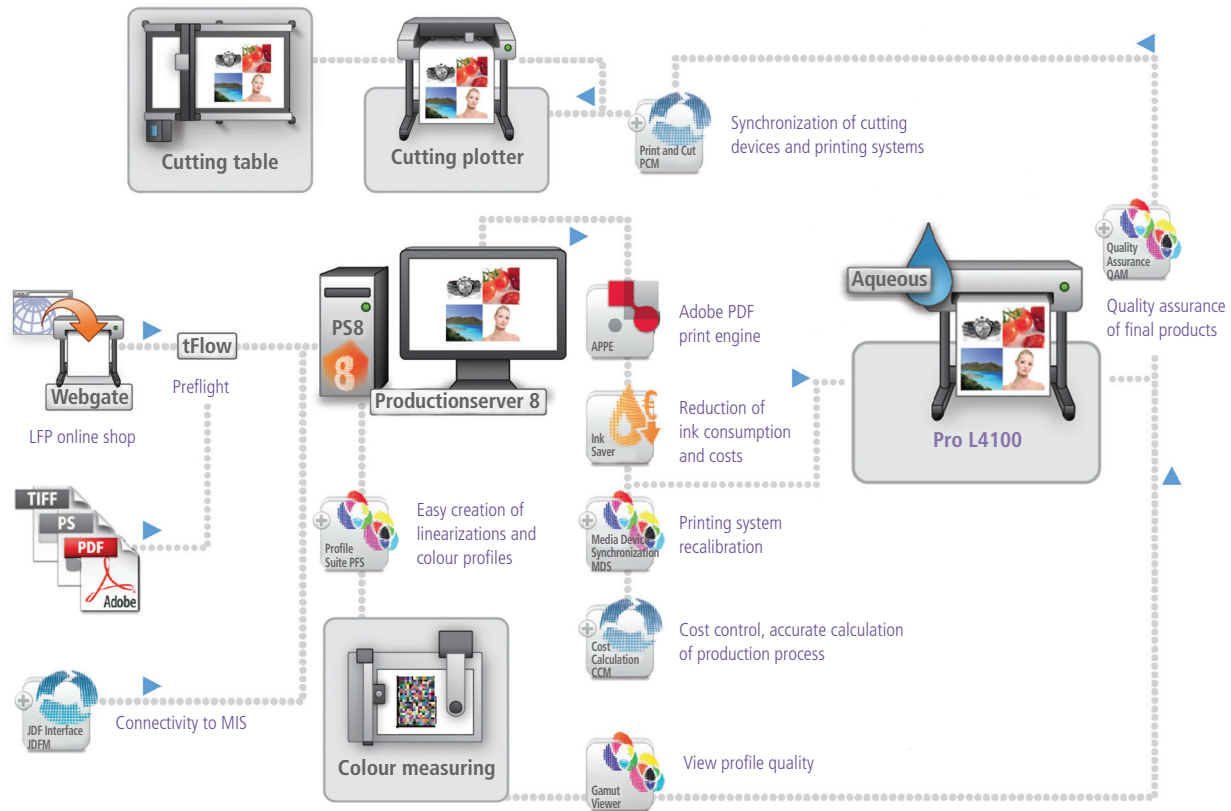 Cutting table
Cutting plotter
Print and Cut
PCM
Synchronization of cutting
devices and printing systems
Quality
Assurance
QAM
Quality assurance
of final products
Webgate
LFP online shop
tFlow
Preflight
PS8
8
Productionserver 8
APPE
Adobe PDF
print engine
Ink
Saver
€
Reduction of
ink consumption
and costs
Aqueous
Pro L4100
TIFF
PS
PDF
Adobe
Profile
Suite PFS
Easy creation of
linearizations and
colour profiles
Media Device
Synchronization
MDS
Printing system
recalibration
Cost
Calculation
CCM
Cost control, accurate calculation
of production process
JDF Interface
JDFM
Connectivity to MIS
Colour measuring
Gamut
Viewer
View profile quality